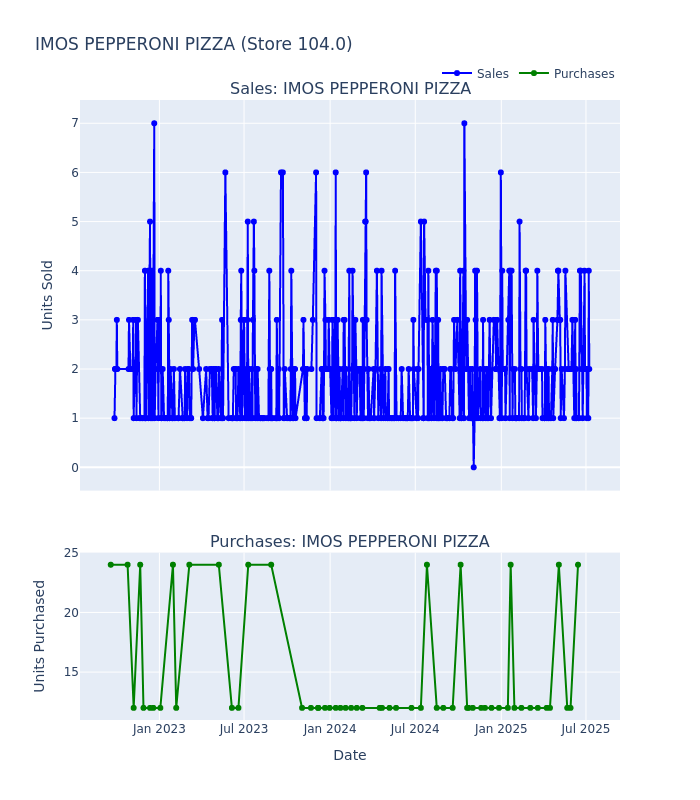 IMOS PEPPERONI PIZZA (Store 104.0)
Sales
Purchases
Sales: IMOS PEPPERONI PIZZA
7
6
5
4
3
2
1
0
Units Sold
Purchases: IMOS PEPPERONI PIZZA
25
20
15
Units Purchased
Jan 2023
Jul 2023
Jan 2024
Jul 2024
Jan 2025
Jul 2025
Date